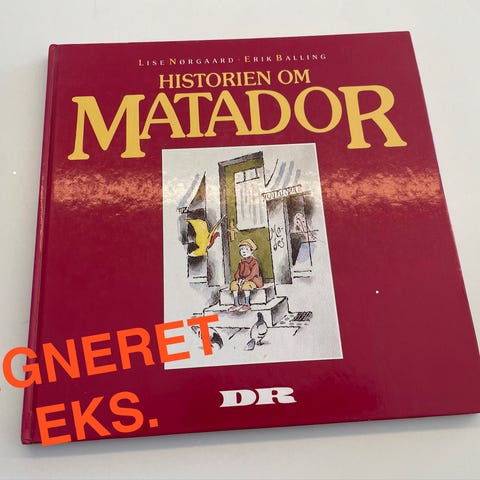 LISE NØRGAARD · ERIK BALLING
HISTORIEN OM
MATADOR
GNERET
EKS.
DR